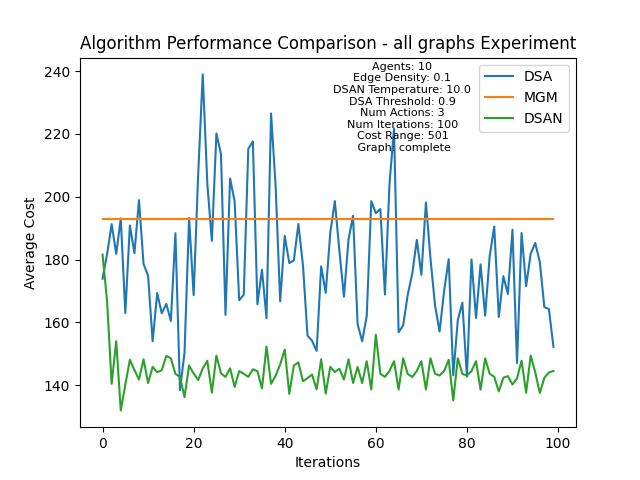 Algorithm Performance Comparison - all graphs Experiment
Agents: 10
Edge Density: 0.1
DSAN Temperature: 10.0
DSA Threshold: 0.9
Num Actions: 3
Num Iterations: 100
Cost Range: 501
Graph: complete
DSA
MGM
DSAN
Average Cost
240
220
200
180
160
140
0
20
40
60
80
100
Iterations